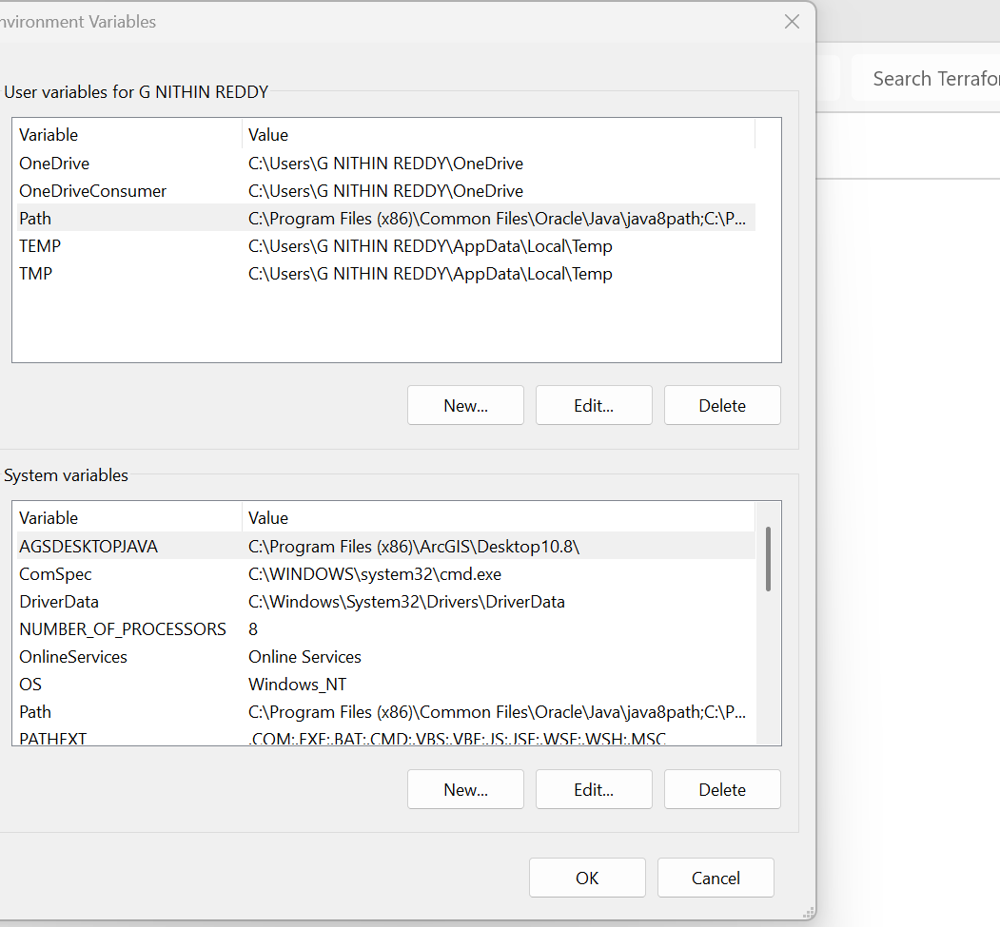 nvironment Variables
Search Terrafo
User variables for G NITHIN REDDY
Variable Value
OneDrive C:\Users\G NITHIN REDDY\OneDrive
OneDriveConsumer C:\Users\G NITHIN REDDY\OneDrive
Path C:\Program Files (x86)\Common Files\Oracle\Java\java8path;C:\P...
TEMP C:\Users\G NITHIN REDDY\AppData\Local\Temp
TMP C:\Users\G NITHIN REDDY\AppData\Local\Temp
New... Edit... Delete
System variables
Variable Value
AGSDESKTOPJAVA C:\Program Files (x86)\ArcGIS\Desktop10.8\
ComSpec C:\WINDOWS\system32\cmd.exe
DriverData C:\Windows\System32\Drivers\DriverData
NUMBER_OF_PROCESSORS 8
OnlineServices Online Services
OS Windows_NT
Path C:\Program Files (x86)\Common Files\Oracle\Java\java8path;C:\P...
PATHEXT .COM;.EXE;.BAT;.CMD;.VBS;.VBE;.JS;.JSE;.WSF;.WSH;.MSC
New... Edit... Delete
OK Cancel